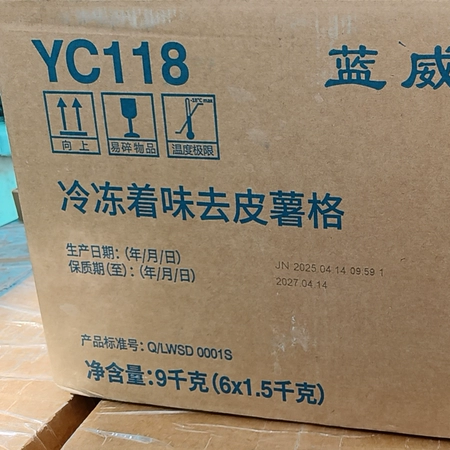 YC118
蓝威
-18℃max
向上
易碎物品
温度极限
冷冻着味去皮薯格
生产日期：(年/月/日)
保质期(至)：(年/月/日)
JN 2025.04.14 09 59 1
2027.04.14
产品标准号：Q/LWSD 0001S
净含量：9千克(6x1.5千克)